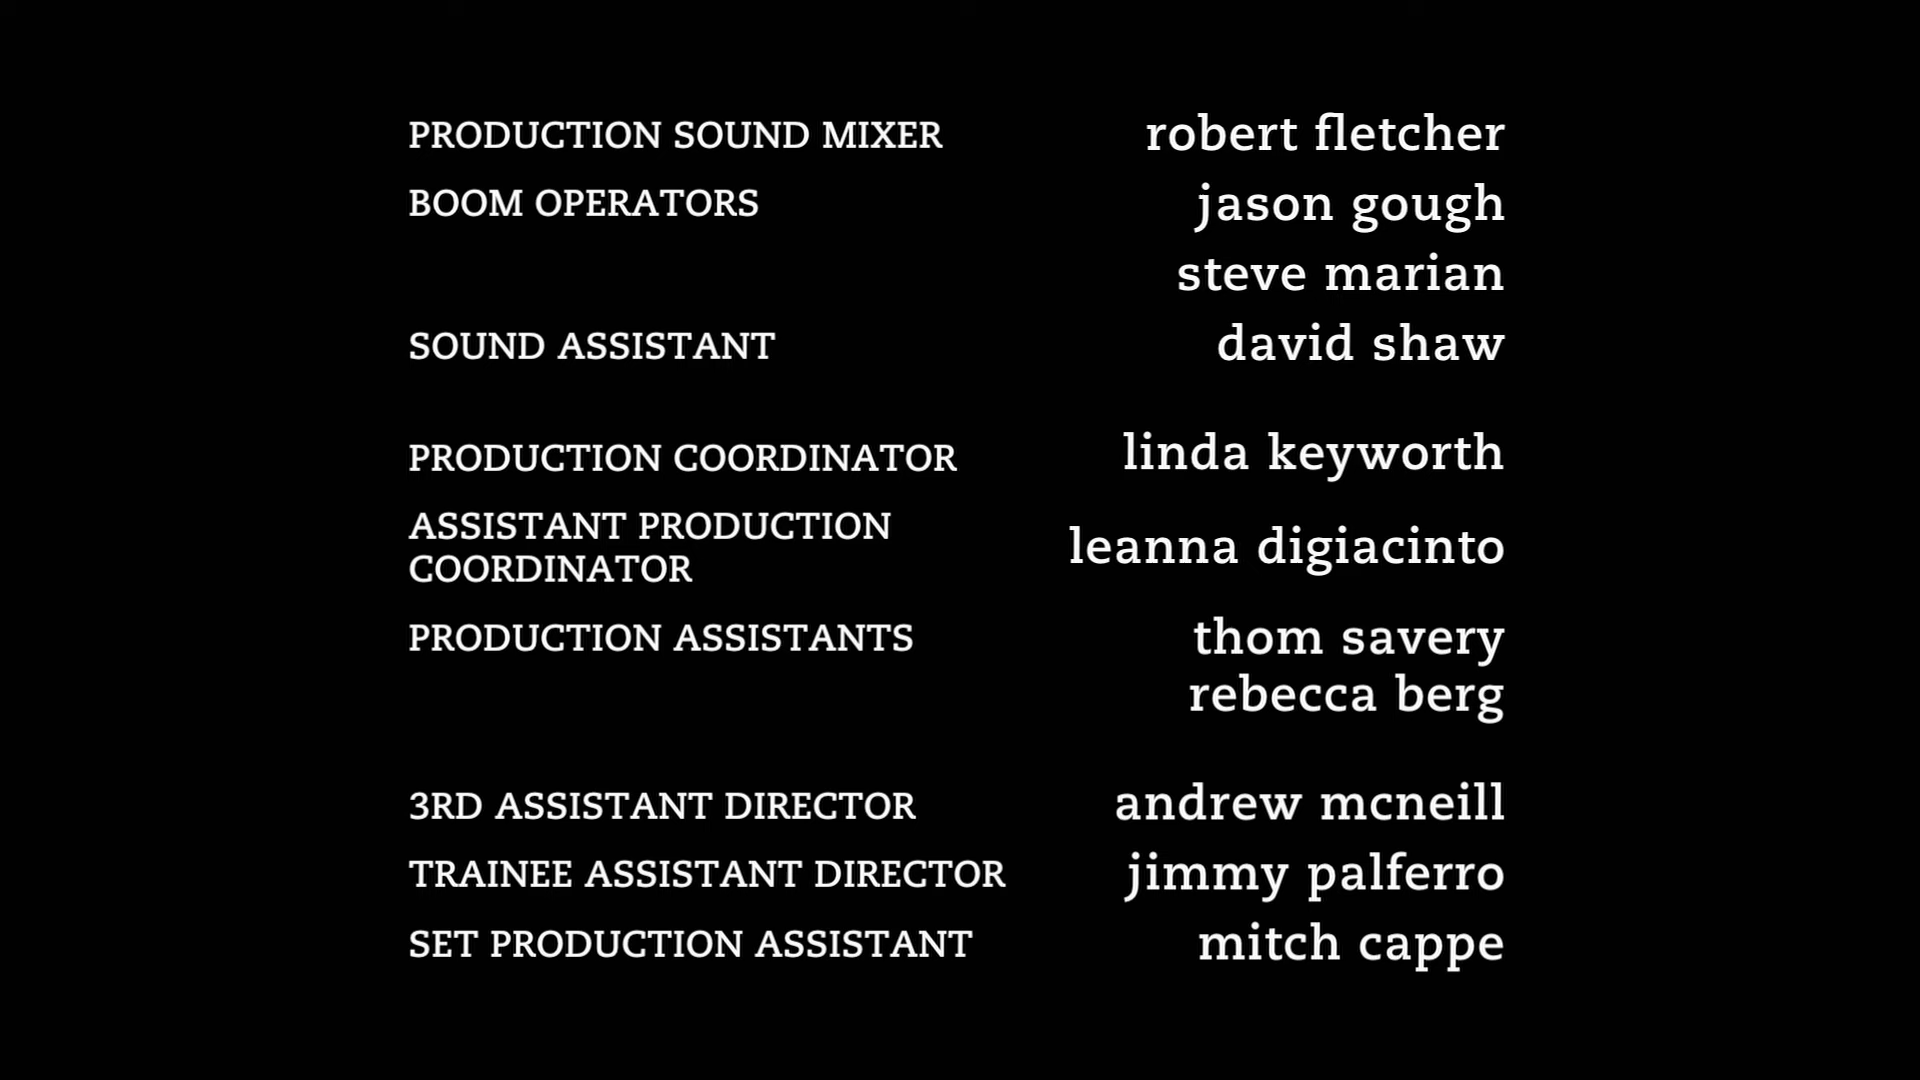 PRODUCTION SOUND MIXER robert fletcher
BOOM OPERATORS jason gough
steve marian
SOUND ASSISTANT david shaw
PRODUCTION COORDINATOR linda keyworth
ASSISTANT PRODUCTION
COORDINATOR leanna digiacinto
PRODUCTION ASSISTANTS thom savery
rebecca berg
3RD ASSISTANT DIRECTOR andrew mcneill
TRAINEE ASSISTANT DIRECTOR jimmy palferro
SET PRODUCTION ASSISTANT mitch cappe